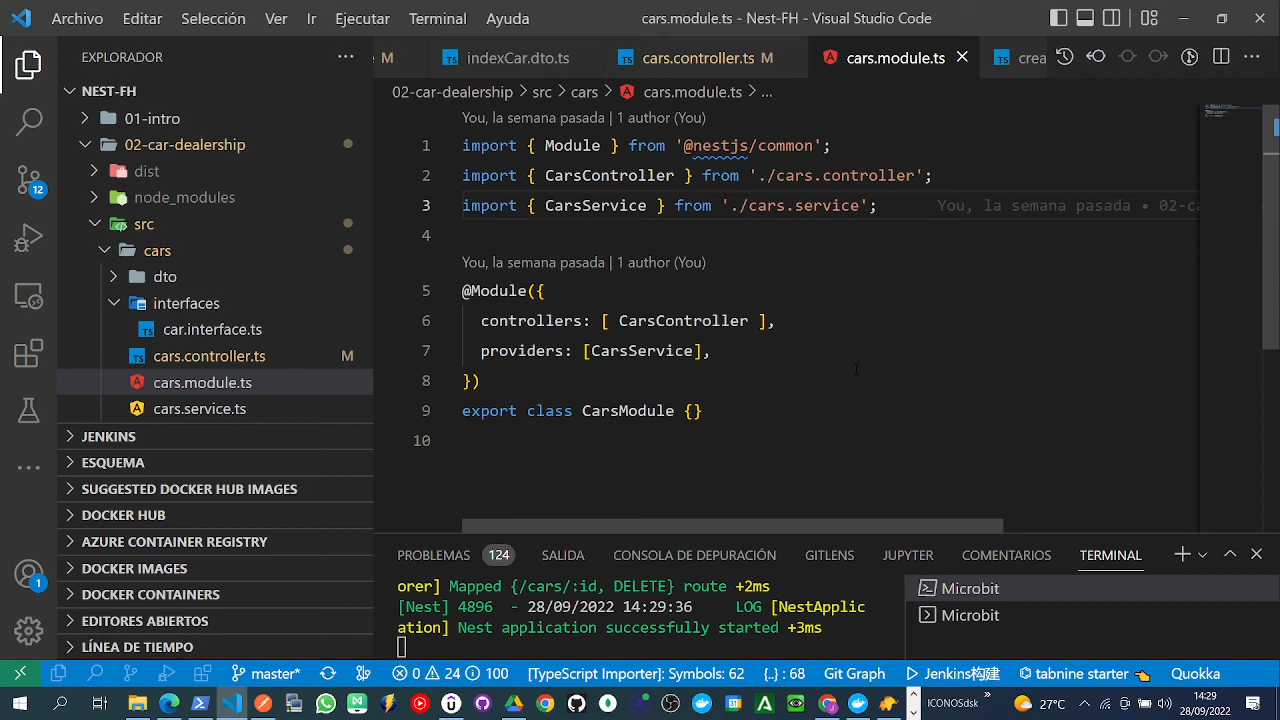 Archivo Editar Selección Ver Ir Ejecutar Terminal Ayuda cars.module.ts - Nest-FH - Visual Studio Code
EXPLORADOR
M indexCar.dto.ts cars.controller.ts M cars.module.ts crea
NEST-FH
02-car-dealership > src > cars > cars.module.ts > ...
01-intro
02-car-dealership
dist
node_modules
src
cars
dto
interfaces
car.interface.ts
cars.controller.ts M
cars.module.ts
cars.service.ts
JENKINS
ESQUEMA
SUGGESTED DOCKER HUB IMAGES
DOCKER HUB
AZURE CONTAINER REGISTRY
DOCKER IMAGES
DOCKER CONTAINERS
EDITORES ABIERTOS
LÍNEA DE TIEMPO
12
1
You, la semana pasada | 1 author (You)
1 import { Module } from '@nestjs/common';
2 import { CarsController } from './cars.controller';
3 import { CarsService } from './cars.service'; You, la semana pasada • 02-ca
4
You, la semana pasada | 1 author (You)
5 @Module({
6 controllers: [ CarsController ],
7 providers: [CarsService],
8 })
9 export class CarsModule {}
10
PROBLEMAS 124 SALIDA CONSOLA DE DEPURACIÓN GITLENS JUPYTER COMENTARIOS TERMINAL
orer] Mapped {/cars/:id, DELETE} route +2ms
[Nest] 4896 - 28/09/2022 14:29:36 LOG [NestApplic
ation] Nest application successfully started +3ms
Microbit
Microbit
master* 0 24 100 [TypeScript Importer]: Symbols: 62 {..} : 68 Git Graph Jenkins构建 tabnine starter Quokka
ICONOSdsk » 27°C 14:29
28/09/2022